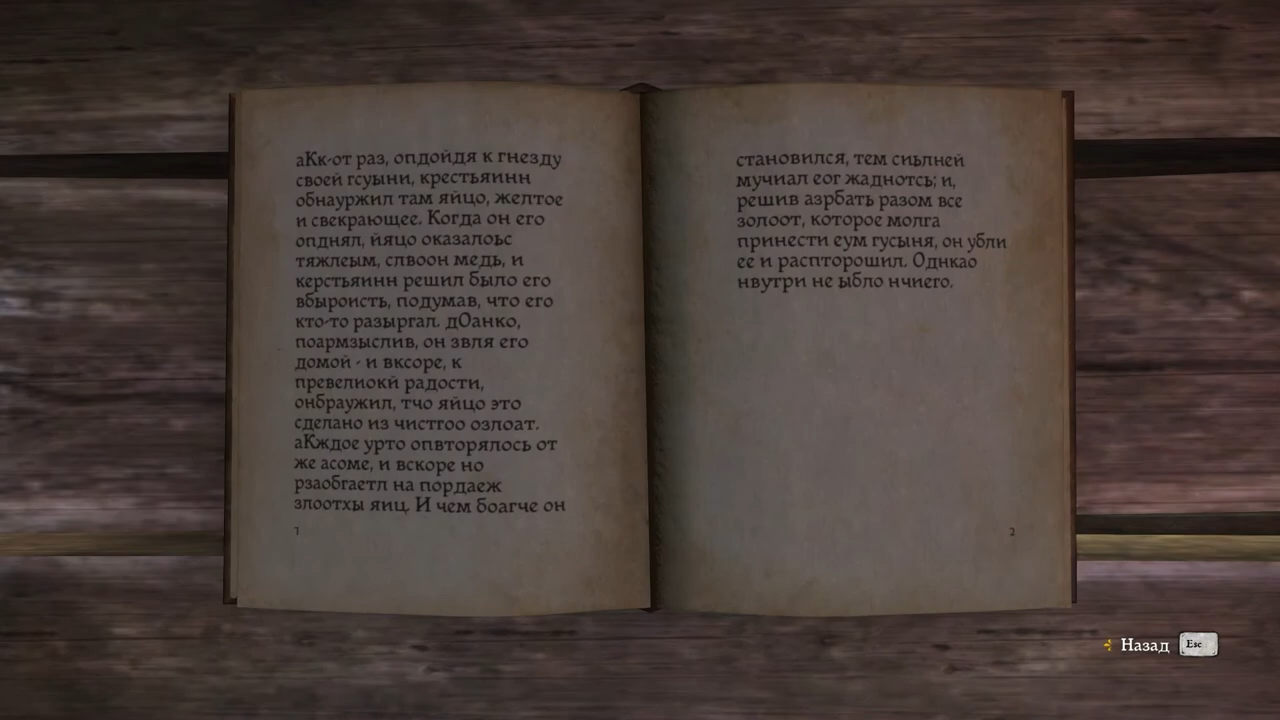 аКк-от раз, опдойдя к гнезду
своей гсуыни, крестьяинн
обнауржил там яйцо, желтое
и свекрающее. Когда он его
опднял, йяцо оказалоьс
тяжлеым, слвоон медь, и
керстьяинн решил было его
вбыроисть, подумав, что его
кто-то разыргал. дОанко,
поармзыслив, он звля его
домой - и вксоре, к
превелиокй радости,
онбраужил, тчо яйцо это
сделано из чистгоо озлоат.
аКждое урто опвторялось от
же асоме, и вскоре но
рзаобгаетл на пордаеж
злоотхы яиц. И чем боагче он
1
становился, тем сиьлней
мучиал еог жаднотсь; и,
решив азрбать разом все
золоот, которое молга
принести еум гусыня, он убли
ее и распторошил. Однкао
нвутри не ыбло нчиего.
2
Назад Esc